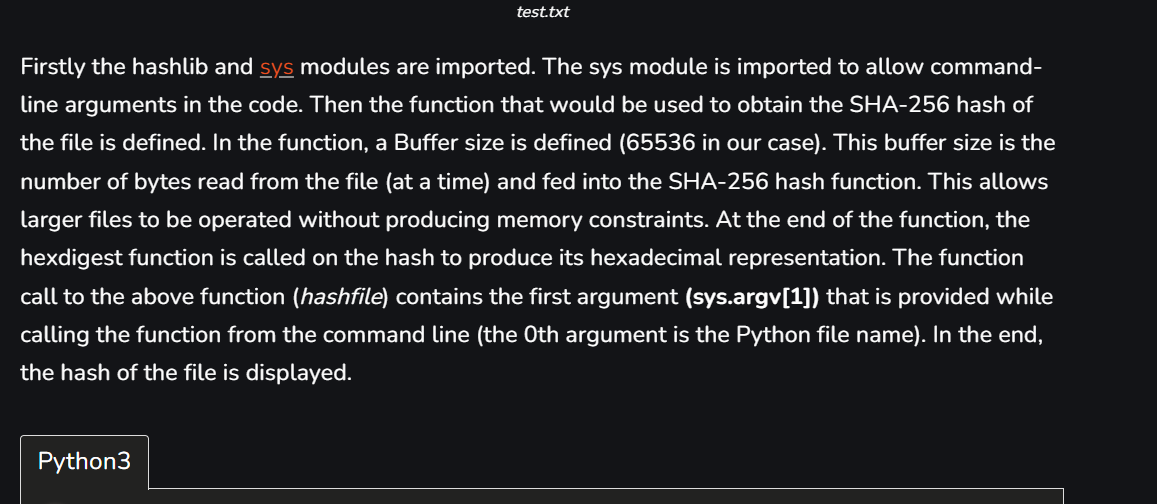 test.txt
Firstly the hashlib and sys modules are imported. The sys module is imported to allow command-
line arguments in the code. Then the function that would be used to obtain the SHA-256 hash of
the file is defined. In the function, a Buffer size is defined (65536 in our case). This buffer size is the
number of bytes read from the file (at a time) and fed into the SHA-256 hash function. This allows
larger files to be operated without producing memory constraints. At the end of the function, the
hexdigest function is called on the hash to produce its hexadecimal representation. The function
call to the above function (hashfile) contains the first argument (sys.argv[1]) that is provided while
calling the function from the command line (the 0th argument is the Python file name). In the end,
the hash of the file is displayed.
Python3